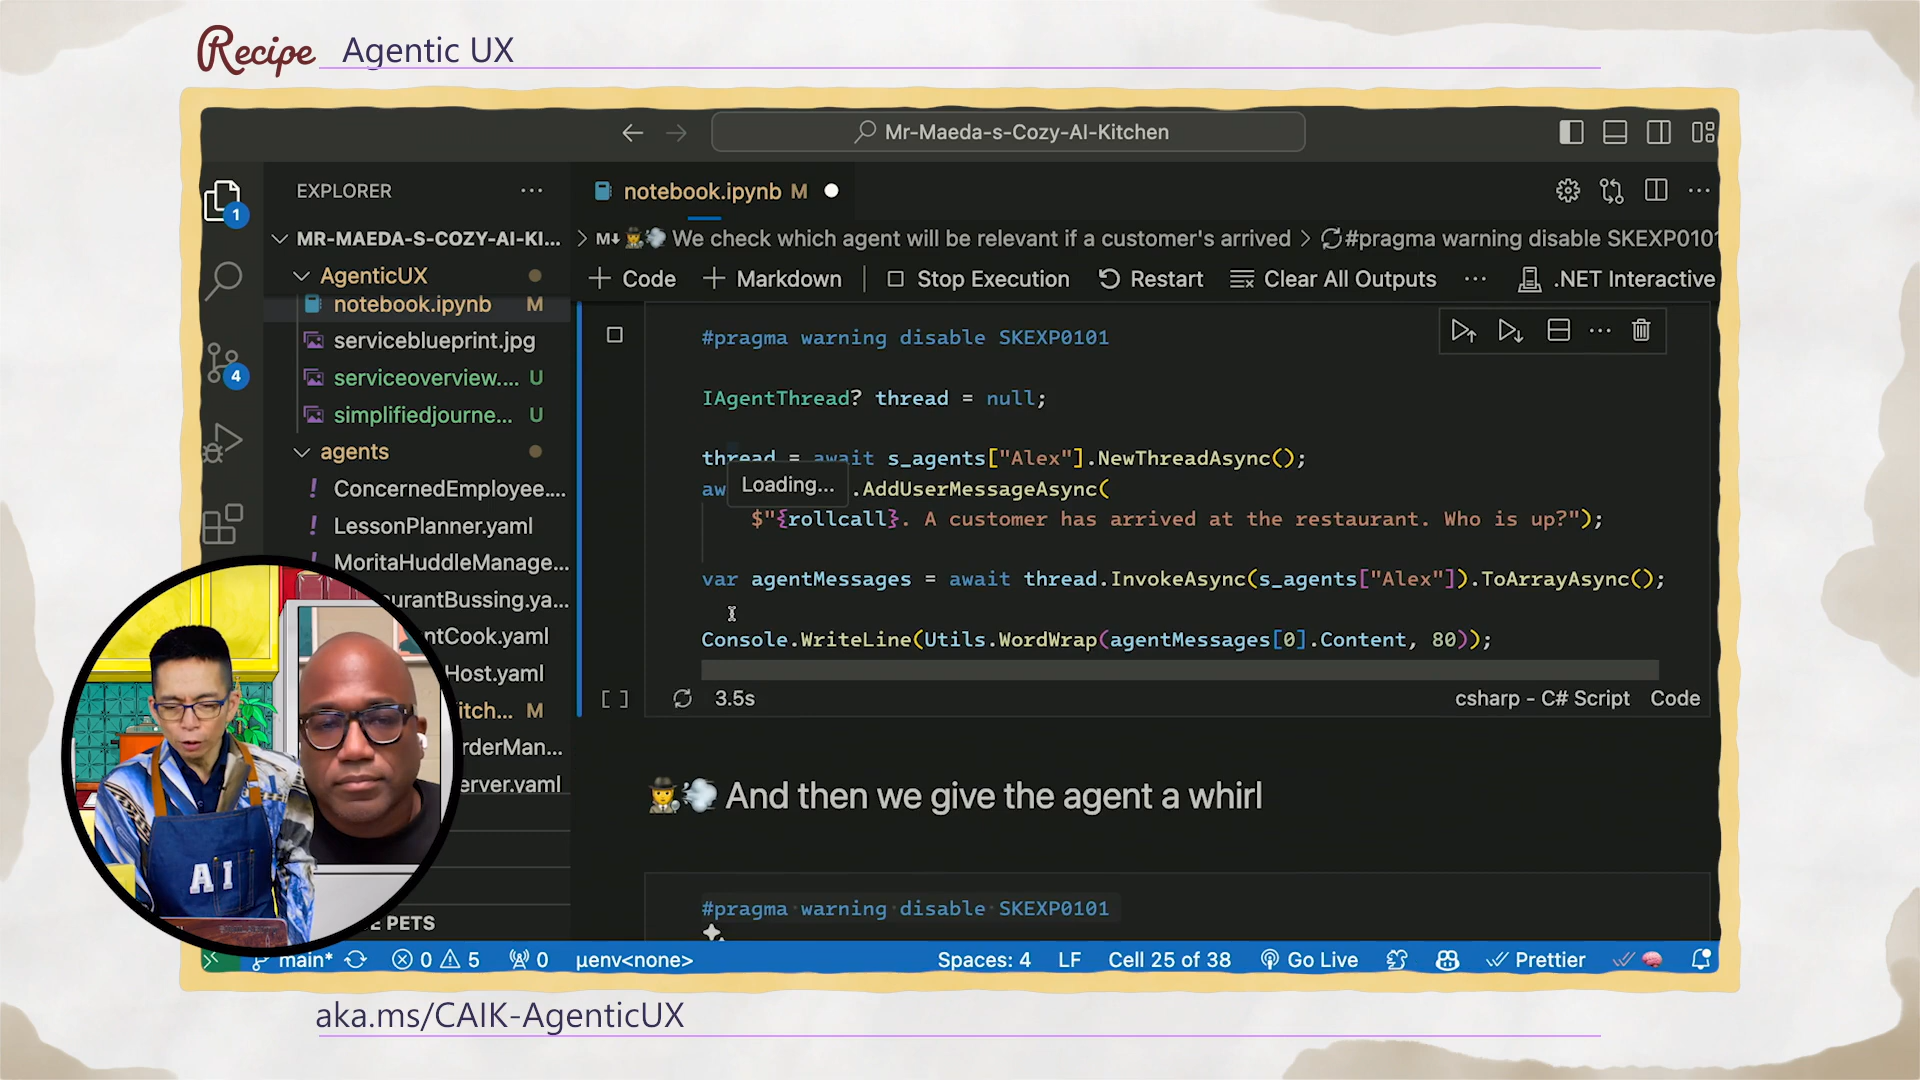 Recipe Agentic UX
Mr-Maeda-s-Cozy-AI-Kitchen
1
EXPLORER
notebook.ipynb M
MR-MAEDA-S-COZY-AI-KI...
M↓ We check which agent will be relevant if a customer's arrived > #pragma warning disable SKEXP0101
AgenticUX
+ Code + Markdown Stop Execution Restart Clear All Outputs ... .NET Interactive
notebook.ipynb M
serviceblueprint.jpg
4
serviceoverview.... U
simplifiedjourne... U
agents
! ConcernedEmployee....
! LessonPlanner.yaml
! MoritaHuddleManage...
urantBussing.ya...
ntCook.yaml
Host.yaml
itch... M
rderMan...
erver.yaml
#pragma warning disable SKEXP0101
IAgentThread? thread = null;
thread = await s_agents["Alex"].NewThreadAsync();
aw Loading... .AddUserMessageAsync(
$"{rollcall}. A customer has arrived at the restaurant. Who is up?");
var agentMessages = await thread.InvokeAsync(s_agents["Alex"]).ToArrayAsync();
Console.WriteLine(Utils.WordWrap(agentMessages[0].Content, 80));
[ ] 3.5s csharp - C# Script Code
And then we give the agent a whirl
#pragma warning disable SKEXP0101
AI
E PETS
main* 0 5 0 µenv<none> Spaces: 4 LF Cell 25 of 38 Go Live Prettier
aka.ms/CAIK-AgenticUX